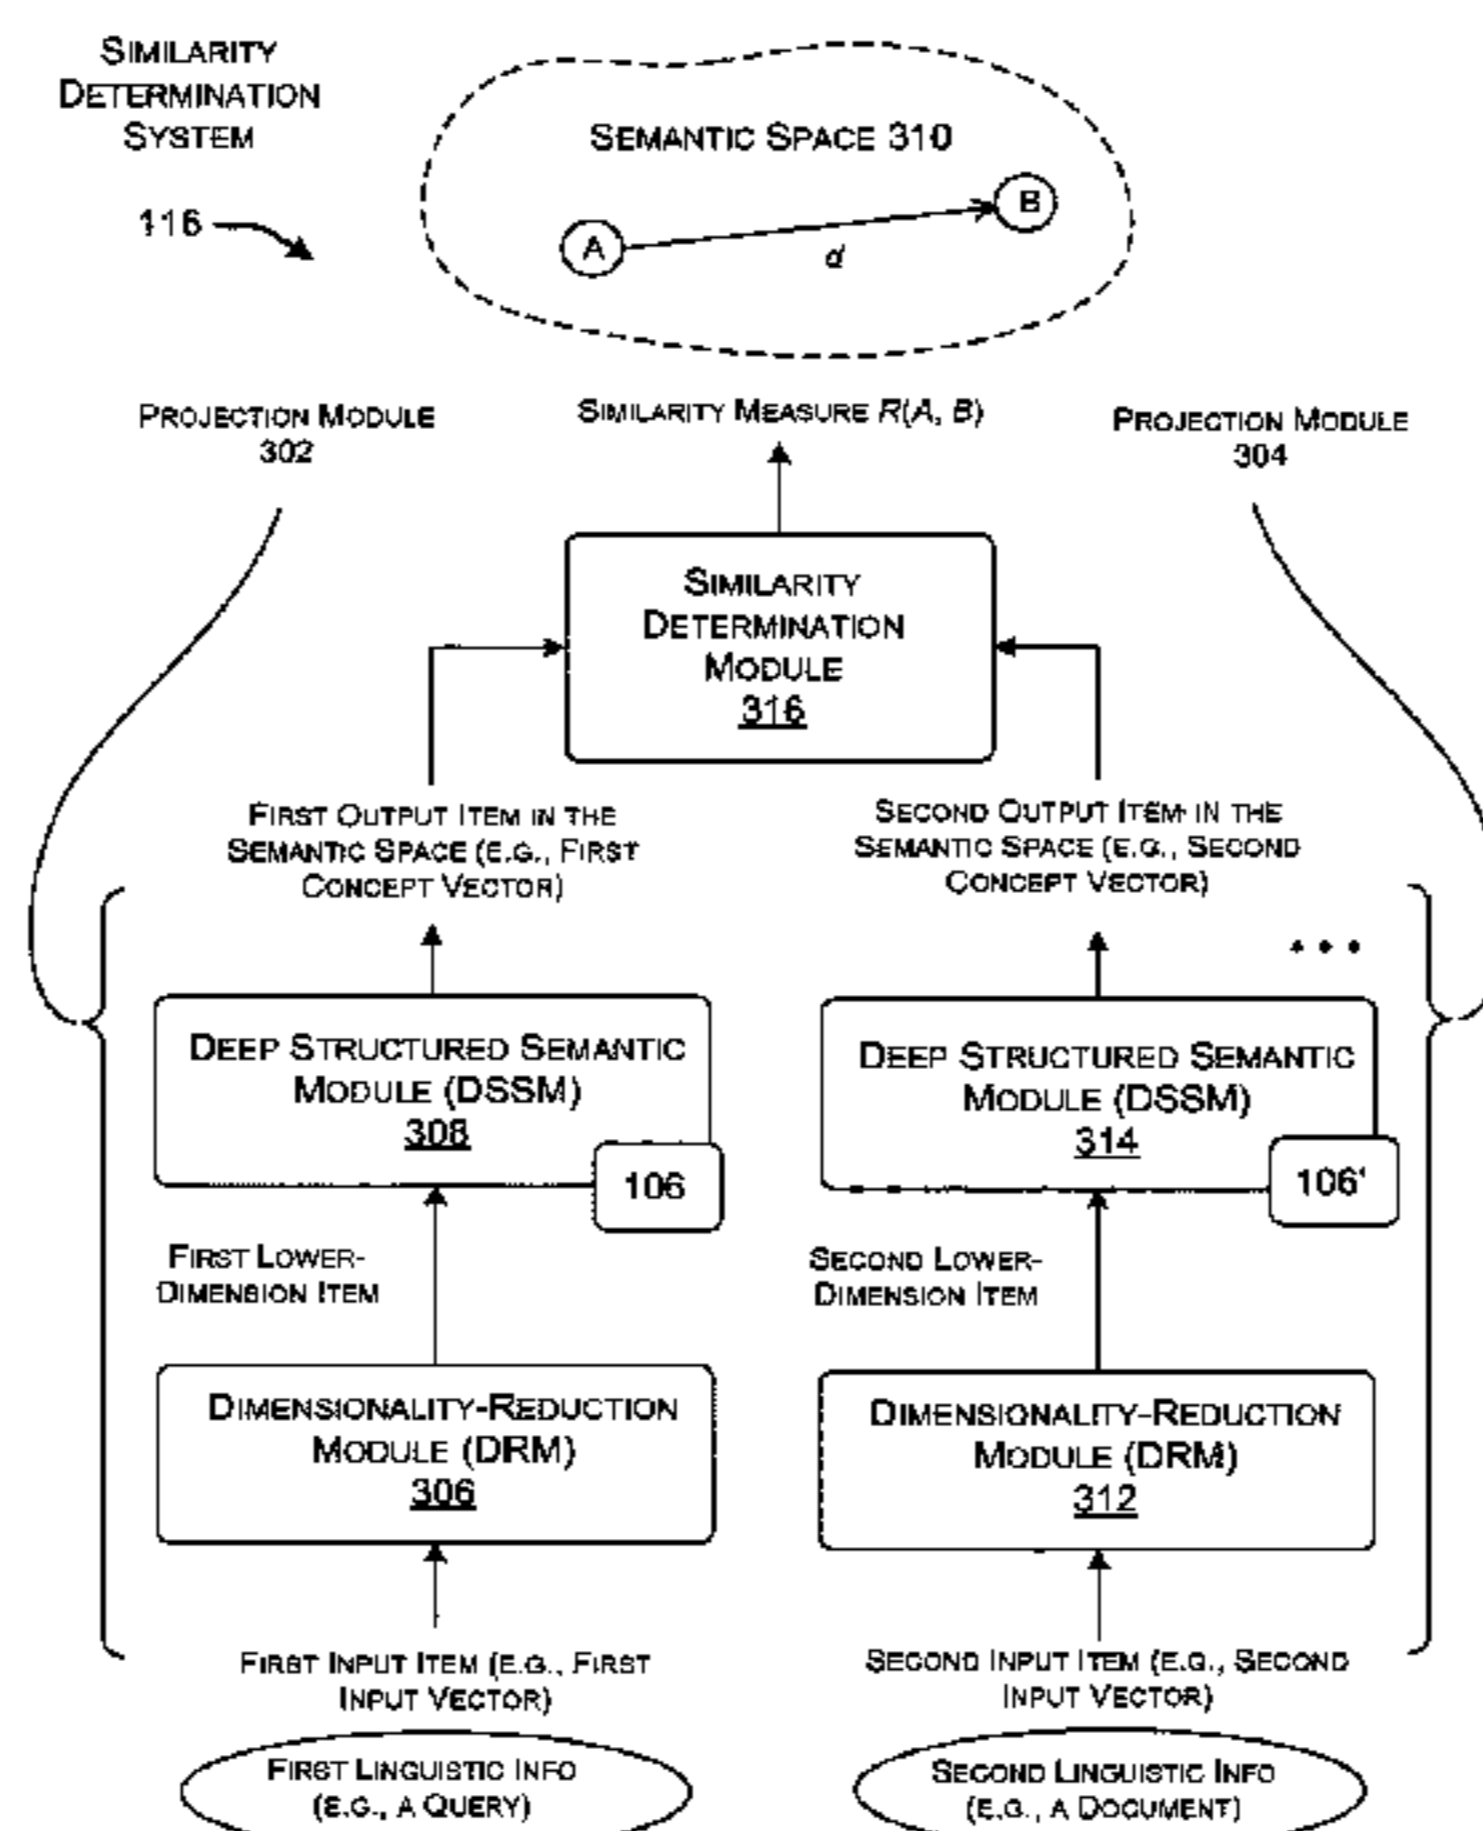 SIMILARITY
DETERMINATION
SYSTEM
116
SEMANTIC SPACE 310
A
B
d
PROJECTION MODULE
302
SIMILARITY MEASURE R(A, B)
PROJECTION MODULE
304
SIMILARITY
DETERMINATION
MODULE
316
FIRST OUTPUT ITEM IN THE
SEMANTIC SPACE (E.G., FIRST
CONCEPT VECTOR)
SECOND OUTPUT ITEM IN THE
SEMANTIC SPACE (E.G., SECOND
CONCEPT VECTOR)
• • •
DEEP STRUCTURED SEMANTIC
MODULE (DSSM)
308
106
DEEP STRUCTURED SEMANTIC
MODULE (DSSM)
314
106'
FIRST LOWER-
DIMENSION ITEM
SECOND LOWER-
DIMENSION ITEM
DIMENSIONALITY-REDUCTION
MODULE (DRM)
306
DIMENSIONALITY-REDUCTION
MODULE (DRM)
312
FIRST INPUT ITEM (E.G., FIRST
INPUT VECTOR)
SECOND INPUT ITEM (E.G., SECOND
INPUT VECTOR)
FIRST LINGUISTIC INFO
(E.G., A QUERY)
SECOND LINGUISTIC INFO
(E.G., A DOCUMENT)